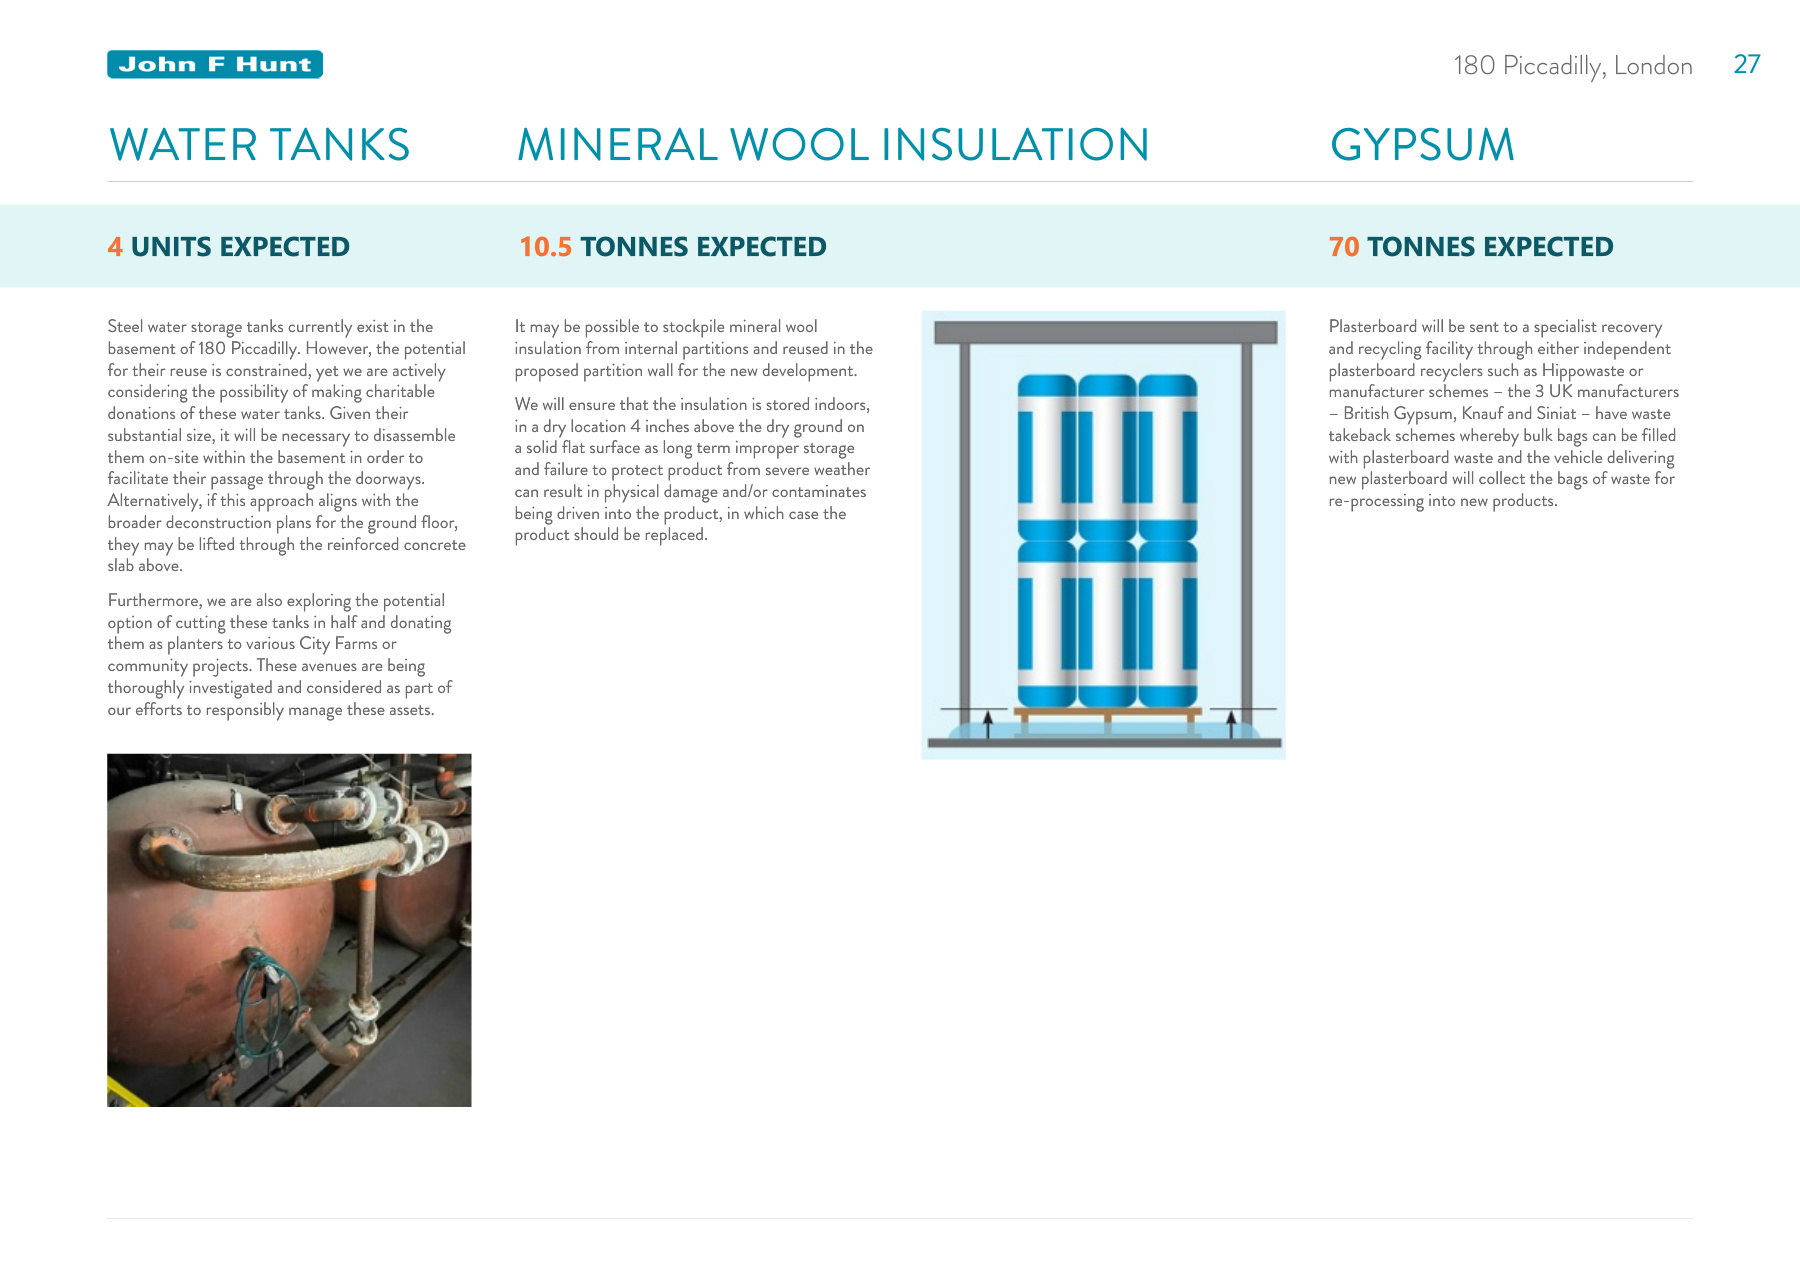 John F Hunt
180 Piccadilly, London 27
WATER TANKS
4 UNITS EXPECTED
Steel water storage tanks currently exist in the
basement of 180 Piccadilly. However, the potential
for their reuse is constrained, yet we are actively
considering the possibility of making charitable
donations of these water tanks. Given their
substantial size, it will be necessary to disassemble
them on-site within the basement in order to
facilitate their passage through the doorways.
Alternatively, if this approach aligns with the
broader deconstruction plans for the ground floor,
they may be lifted through the reinforced concrete
slab above.
Furthermore, we are also exploring the potential
option of cutting these tanks in half and donating
them as planters to various City Farms or
community projects. These avenues are being
thoroughly investigated and considered as part of
our efforts to responsibly manage these assets.
MINERAL WOOL INSULATION
10.5 TONNES EXPECTED
It may be possible to stockpile mineral wool
insulation from internal partitions and reused in the
proposed partition wall for the new development.
We will ensure that the insulation is stored indoors,
in a dry location 4 inches above the dry ground on
a solid flat surface as long term improper storage
and failure to protect product from severe weather
can result in physical damage and/or contaminates
being driven into the product, in which case the
product should be replaced.
GYPSUM
70 TONNES EXPECTED
Plasterboard will be sent to a specialist recovery
and recycling facility through either independent
plasterboard recyclers such as Hippowaste or
manufacturer schemes – the 3 UK manufacturers
– British Gypsum, Knauf and Siniat – have waste
takeback schemes whereby bulk bags can be filled
with plasterboard waste and the vehicle delivering
new plasterboard will collect the bags of waste for
re-processing into new products.